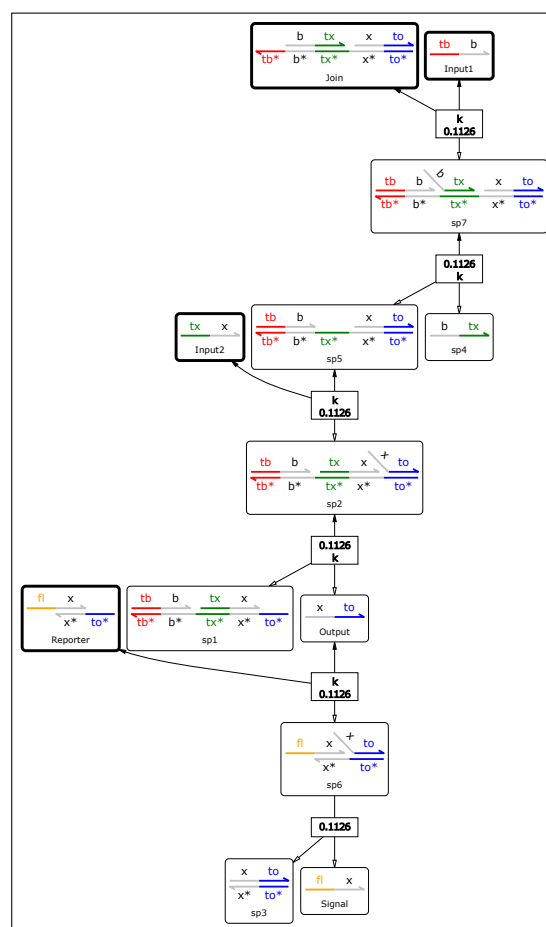 b tx x to
tb* b* tx* x* to*
Join
tb b
Input1
k
0.1126
tb b b tx x to
tb* b* tx* x* to*
sp7
0.1126
k
tx x
Input2
tb b x to
tb* b* tx* x* to*
sp5
b tx
sp4
k
0.1126
tb b tx x x to
tb* b* tx* x* to*
sp2
0.1126
k
fl x
x* to*
Reporter
tb b tx x
tb* b* tx* x* to*
sp1
x to
Output
k
0.1126
fl x x to
x* to*
sp6
0.1126
x to
x* to*
sp3
fl x
Signal